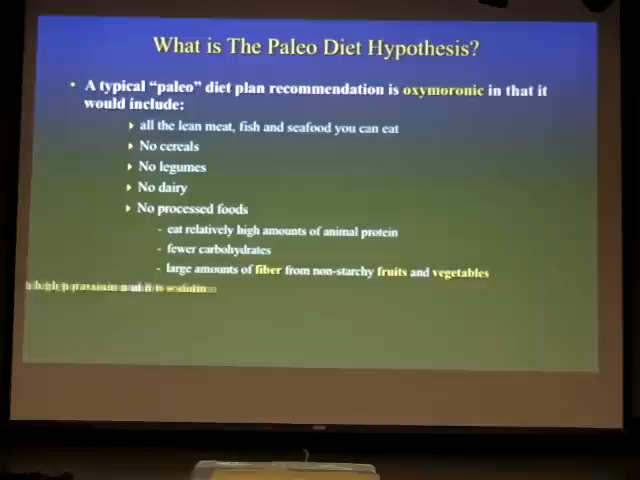 What is The Paleo Diet Hypothesis?
• A typical “paleo” diet plan recommendation is oxymoronic in that it
would include:
all the lean meat, fish and seafood you can eat
No cereals
No legumes
No dairy
No processed foods
- eat relatively high amounts of animal protein
- fewer carbohydrates
- large amounts of fiber from non-starchy fruits and vegetables